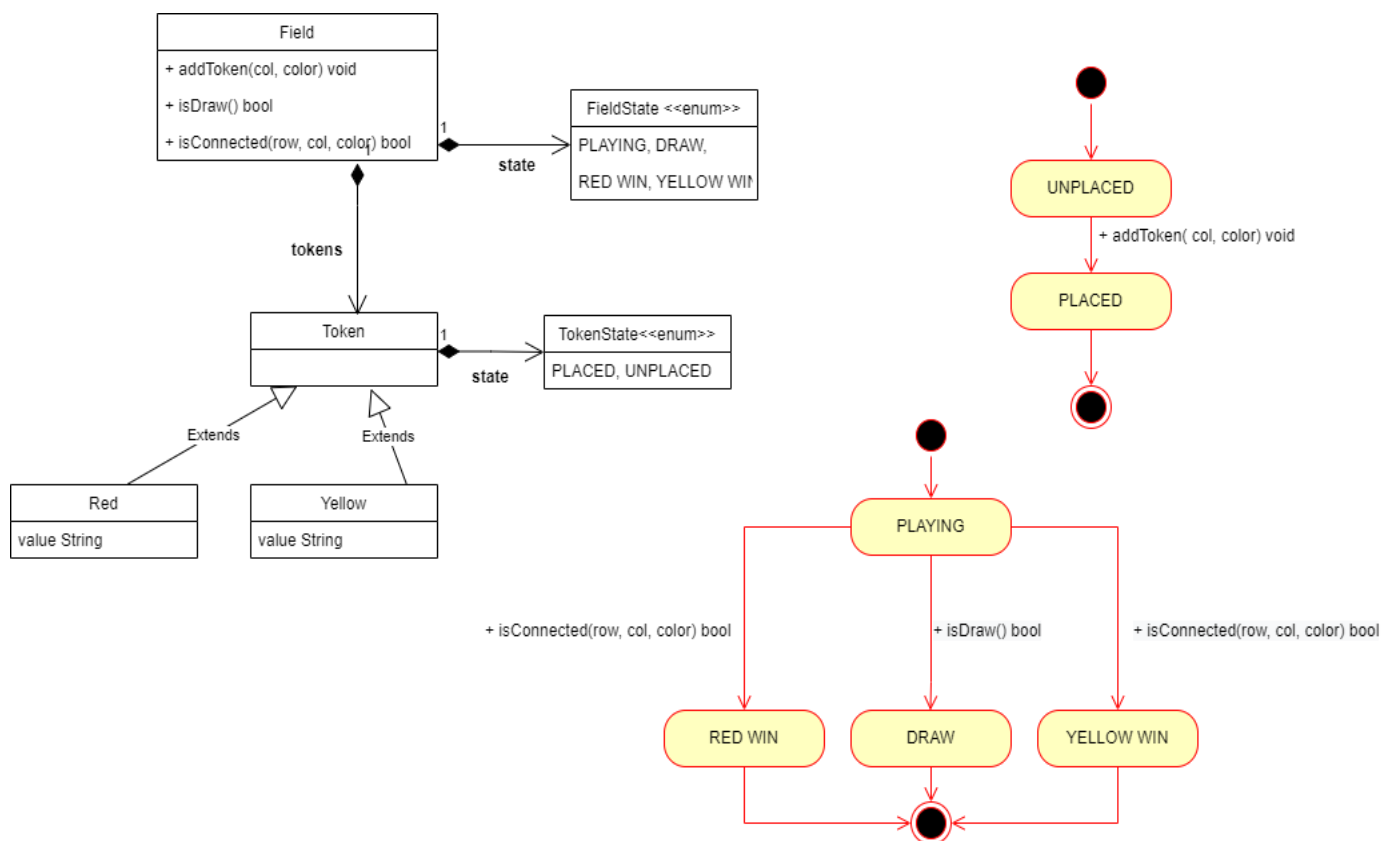 Field
+ addToken(col, color) void
+ isDraw() bool
+ isConnected(row, col, color) bool
1
1
state
FieldState <<enum>>
PLAYING, DRAW,
RED WIN, YELLOW WIN
tokens
Token
1
state
TokenState<<enum>>
PLACED, UNPLACED
Extends
Extends
Red
value String
Yellow
value String
UNPLACED
+ addToken( col, color) void
PLACED
PLAYING
+ isConnected(row, col, color) bool
+ isDraw() bool
+ isConnected(row, col, color) bool
RED WIN
DRAW
YELLOW WIN